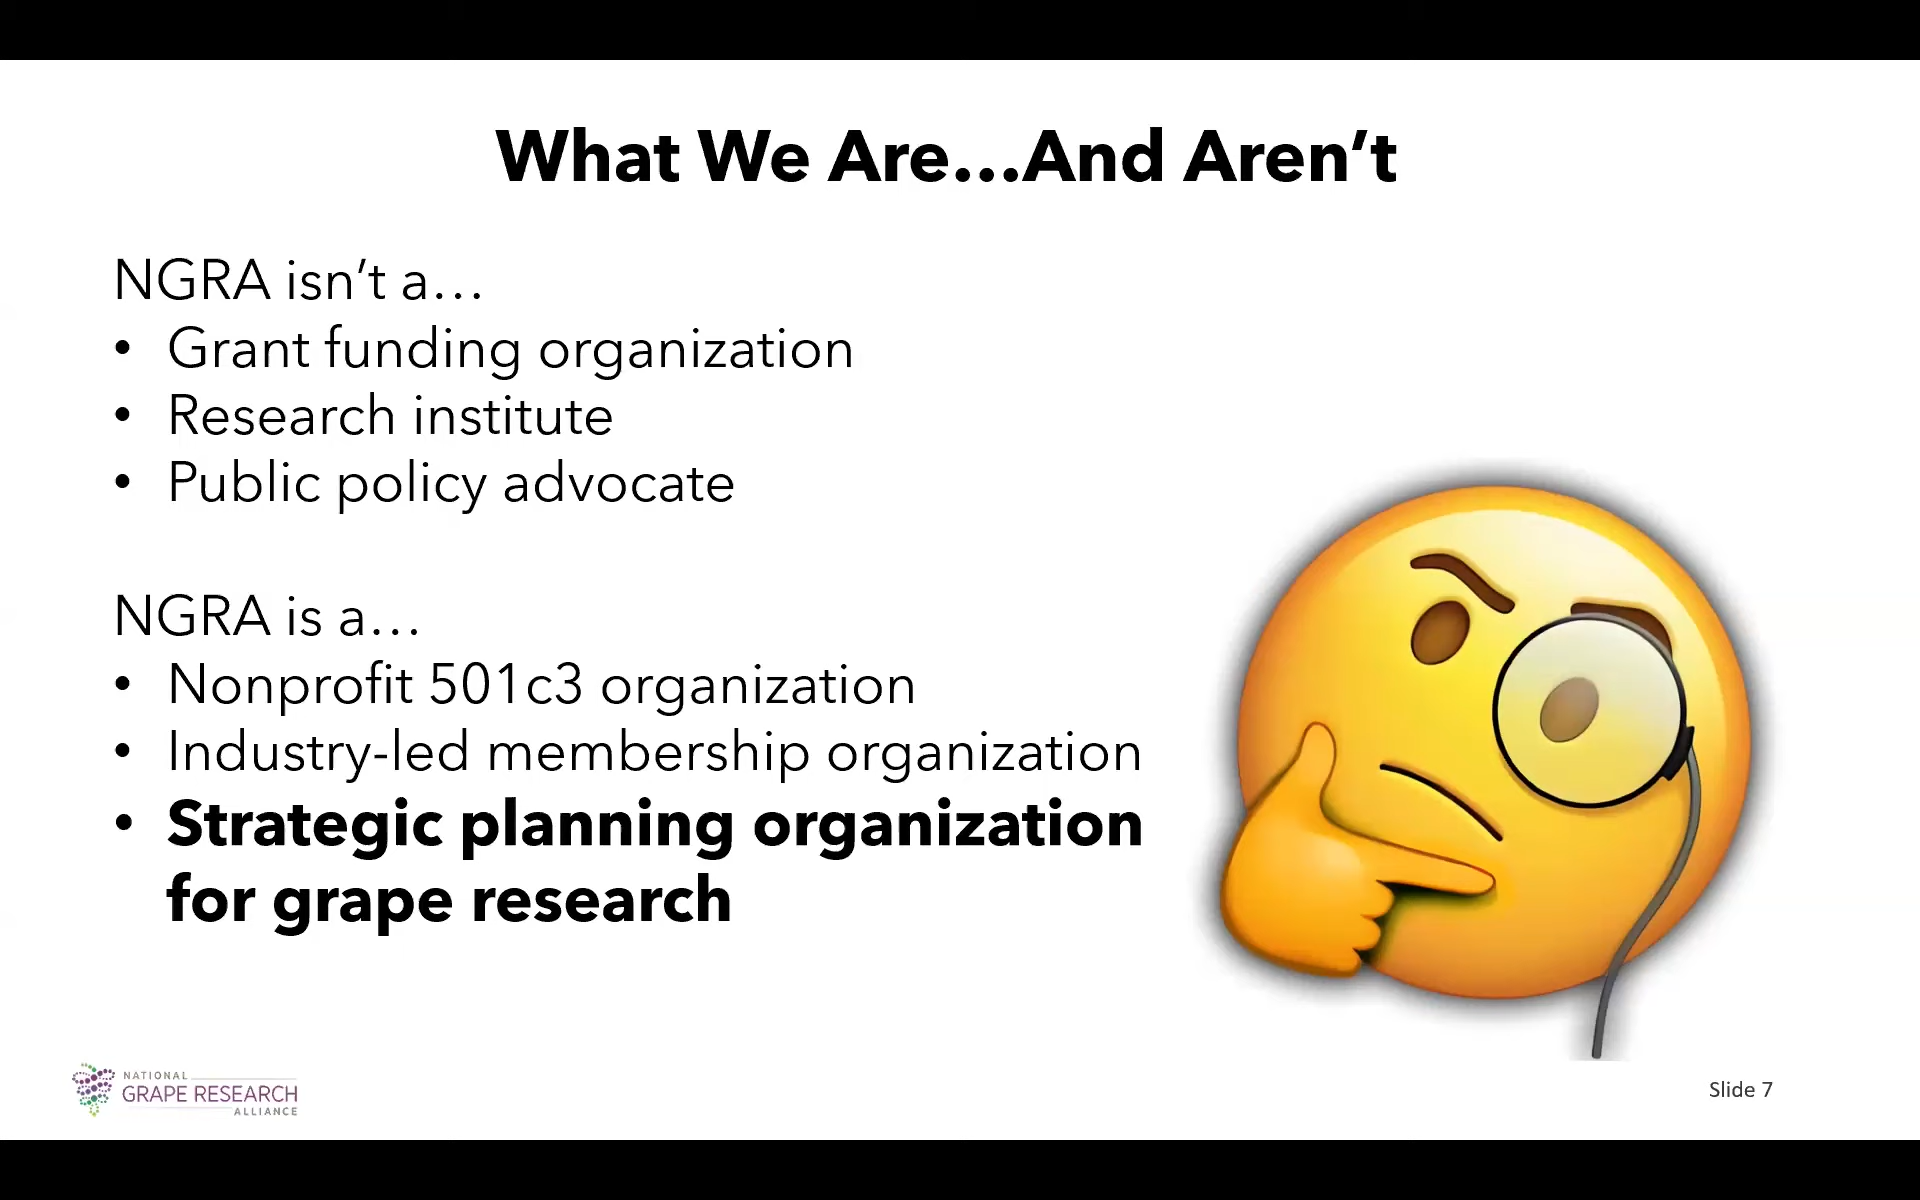 What We Are…And Aren’t
NGRA isn’t a…
• Grant funding organization
• Research institute
• Public policy advocate
NGRA is a…
• Nonprofit 501c3 organization
• Industry-led membership organization
• Strategic planning organization
for grape research
NATIONAL
GRAPE RESEARCH
ALLIANCE
Slide 7